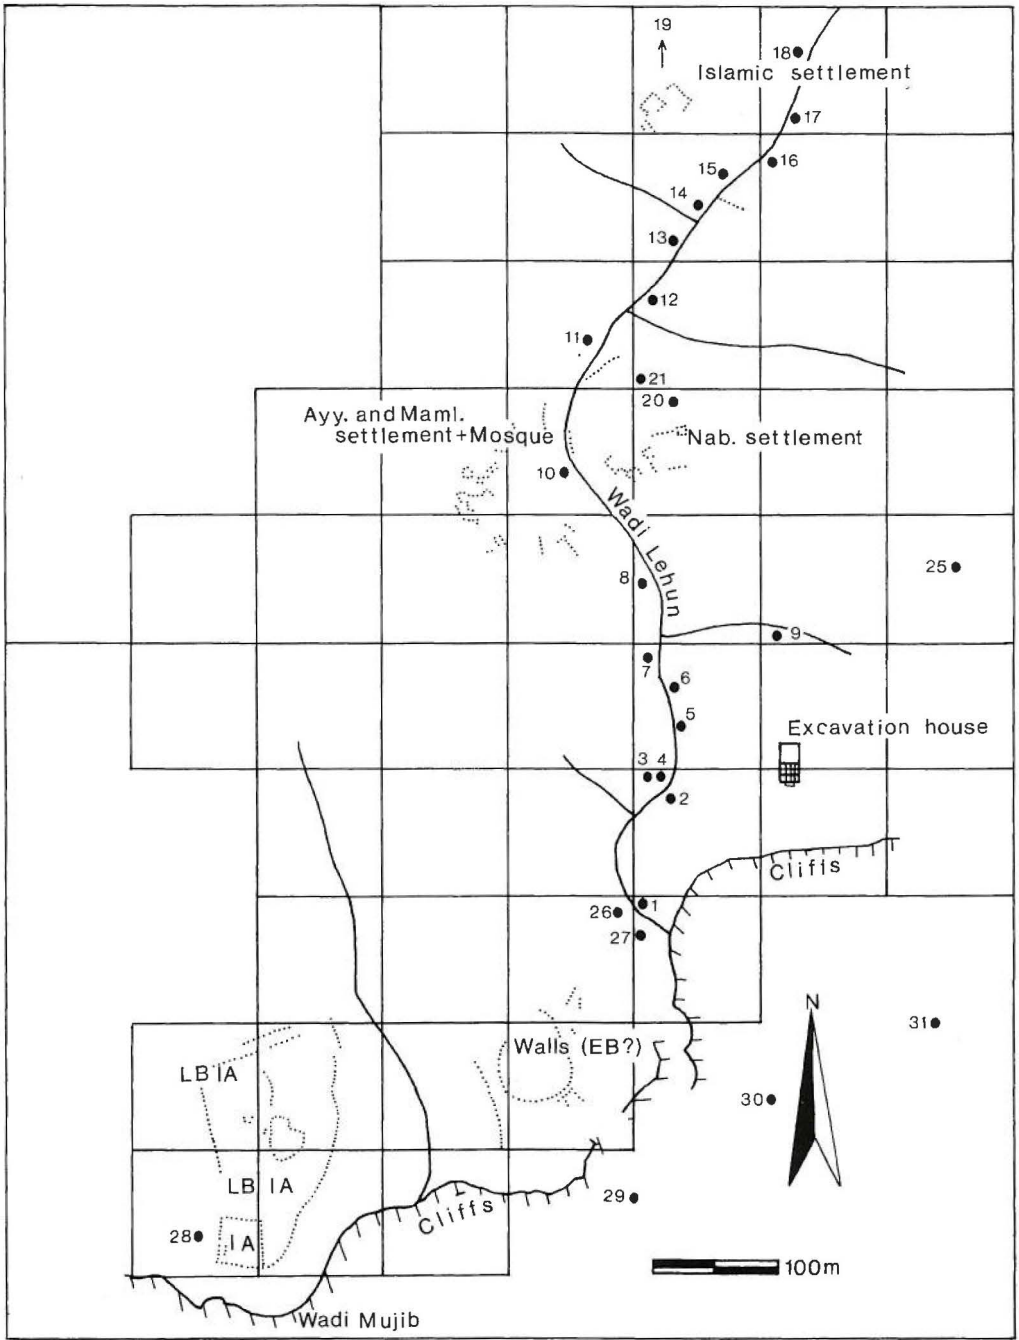 19
18
Islamic settlement
17
16
15
14
13
12
11
21
20
Ayy. and Maml.
settlement+Mosque
Nab. settlement
10
Wadi Lehun
25
8
9
7
6
5
Excavation house
3 4
2
Cliffs
1
26
27
N
31
Walls (EB?)
LB IA
30
LB IA
29
Cliffs
28
IA
100m
Wadi Mujib